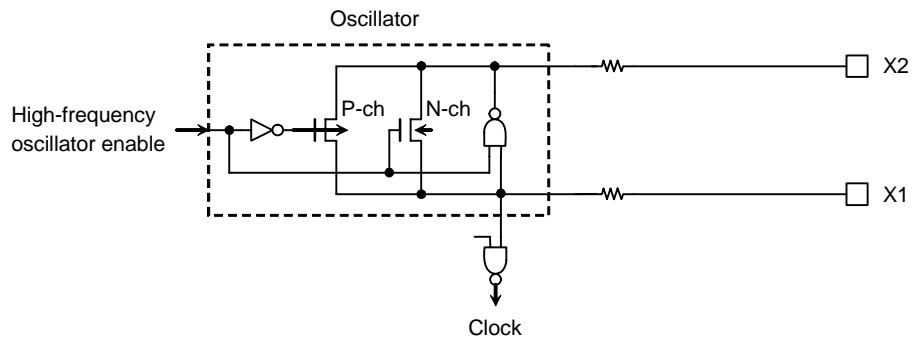 Oscillator
X2
P-ch
N-ch
High-frequency
oscillator enable
X1
Clock